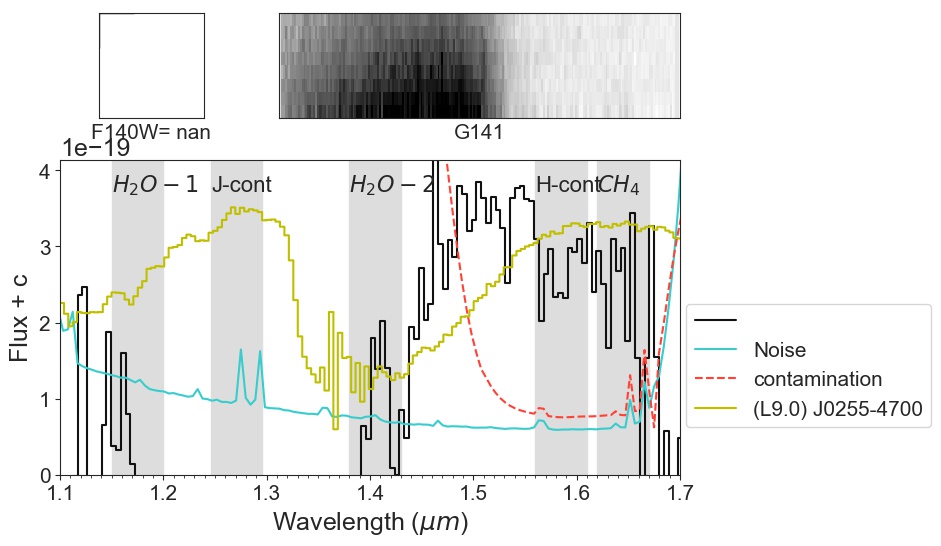 F140W= nan
G141
1e−19
H₂O − 1
J-cont
H₂O − 2
H-cont
CH₄
4
3
2
1
0
Flux + c
1.1 1.2 1.3 1.4 1.5 1.6 1.7
Wavelength (μm)
Noise
contamination
(L9.0) J0255-4700